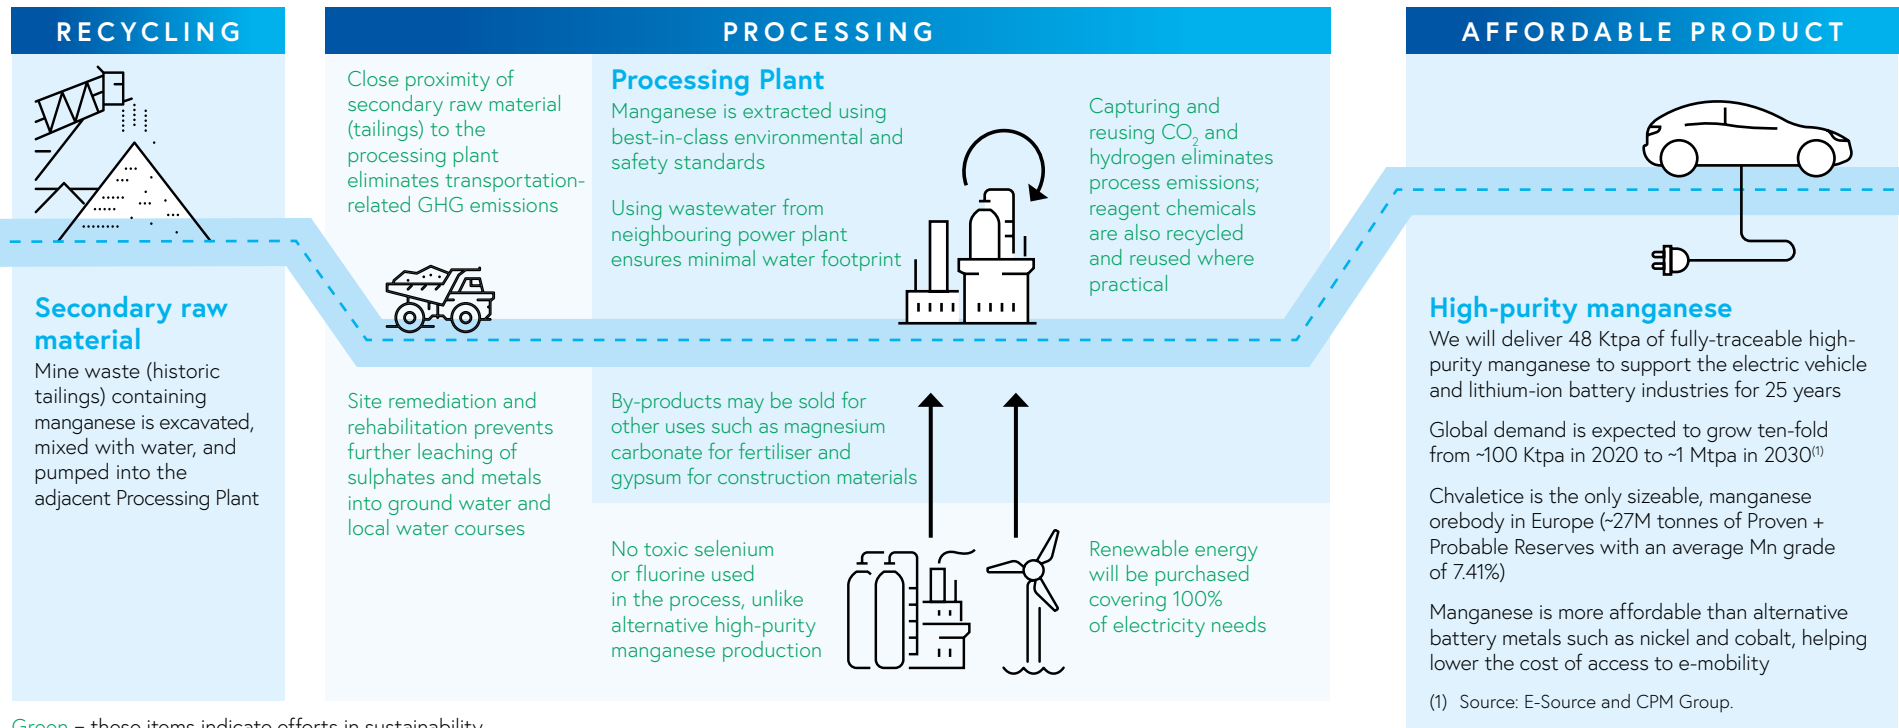 RECYCLING
Secondary raw
material
Mine waste (historic
tailings) containing
manganese is excavated,
mixed with water, and
pumped into the
adjacent Processing Plant
PROCESSING
Close proximity of
secondary raw material
(tailings) to the
processing plant
eliminates transportation-
related GHG emissions
Site remediation and
rehabilitation prevents
further leaching of
sulphates and metals
into ground water and
local water courses
Processing Plant
Manganese is extracted using
best-in-class environmental and
safety standards
Using wastewater from
neighbouring power plant
ensures minimal water footprint
Capturing and
reusing CO2 and
hydrogen eliminates
process emissions;
reagent chemicals
are also recycled
and reused where
practical
By-products may be sold for
other uses such as magnesium
carbonate for fertiliser and
gypsum for construction materials
No toxic selenium
or fluorine used
in the process, unlike
alternative high-purity
manganese production
Renewable energy
will be purchased
covering 100%
of electricity needs
AFFORDABLE PRODUCT
High-purity manganese
We will deliver 48 Ktpa of fully-traceable high-
purity manganese to support the electric vehicle
and lithium-ion battery industries for 25 years
Global demand is expected to grow ten-fold
from ~100 Ktpa in 2020 to ~1 Mtpa in 2030(1)
Chvaletice is the only sizeable, manganese
orebody in Europe (~27M tonnes of Proven +
Probable Reserves with an average Mn grade
of 7.41%)
Manganese is more affordable than alternative
battery metals such as nickel and cobalt, helping
lower the cost of access to e-mobility
(1) Source: E-Source and CPM Group.
Green – those items indicate efforts in sustainability